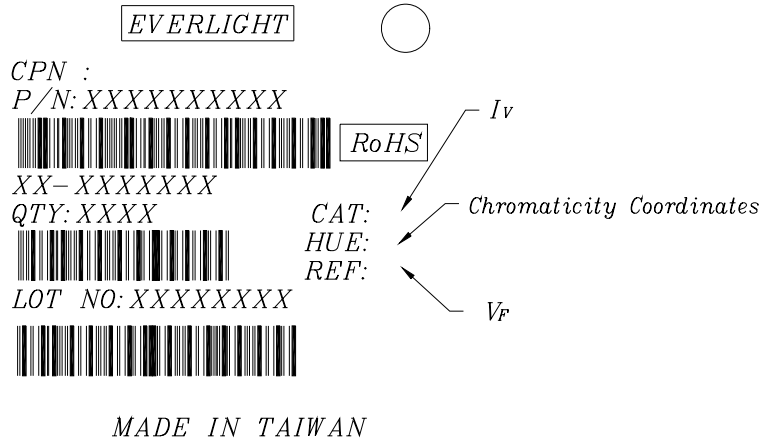 EVERLIGHT
CPN :
P/N: XXXXXXXXXX
RoHS
Iv
XX-XXXXXXX
QTY: XXXX
CAT:
Chromaticity Coordinates
HUE:
REF:
LOT NO: XXXXXXXX
VF
MADE IN TAIWAN